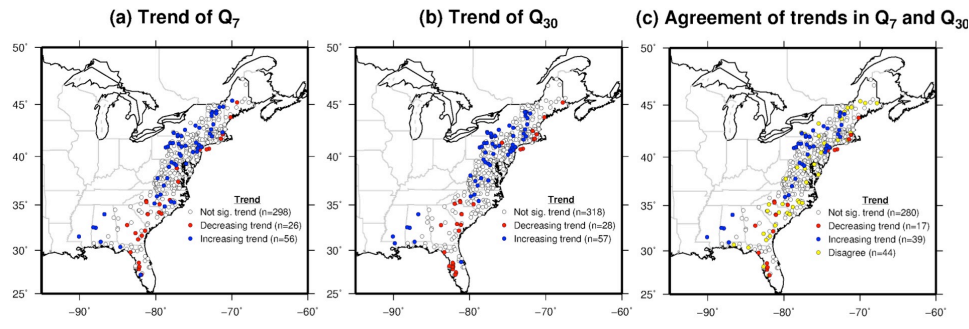 (a) Trend of Q7
(b) Trend of Q30
(c) Agreement of trends in Q7 and Q30
50˚
45˚
40˚
35˚
30˚
25˚
−90˚
−80˚
−70˚
−60˚
Trend
Not sig. trend (n=298)
Decreasing trend (n=26)
Increasing trend (n=56)
50˚
45˚
40˚
35˚
30˚
25˚
−90˚
−80˚
−70˚
−60˚
Trend
Not sig. trend (n=318)
Decreasing trend (n=28)
Increasing trend (n=57)
50˚
45˚
40˚
35˚
30˚
25˚
−90˚
−80˚
−70˚
−60˚
Trend
Not sig. trend (n=280)
Decreasing trend (n=17)
Increasing trend (n=39)
Disagree (n=44)